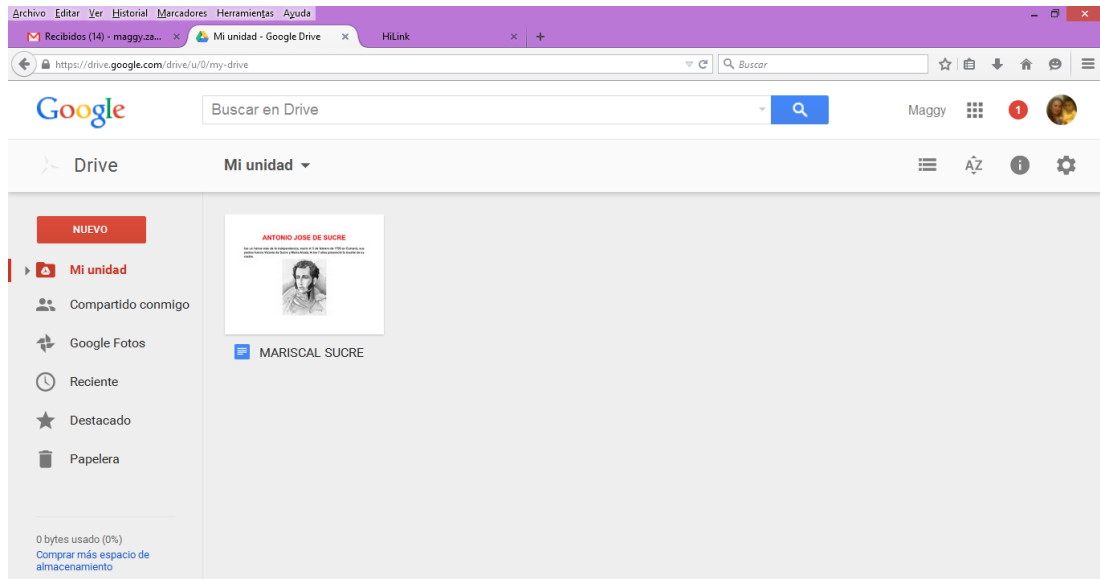 Archivo Editar Ver Historial Marcadores Herramientas Ayuda
Recibidos (14) - maggy.za...
Mi unidad - Google Drive
HiLink
https://drive.google.com/drive/u/0/my-drive
Buscar
Google
Buscar en Drive
Maggy
1
Drive
Mi unidad
AZ
NUEVO
ANTONIO JOSE DE SUCRE
Mi unidad
Compartido conmigo
Google Fotos
MARISCAL SUCRE
Reciente
Destacado
Papelera
0 bytes usado (0%)
Comprar más espacio de
almacenamiento